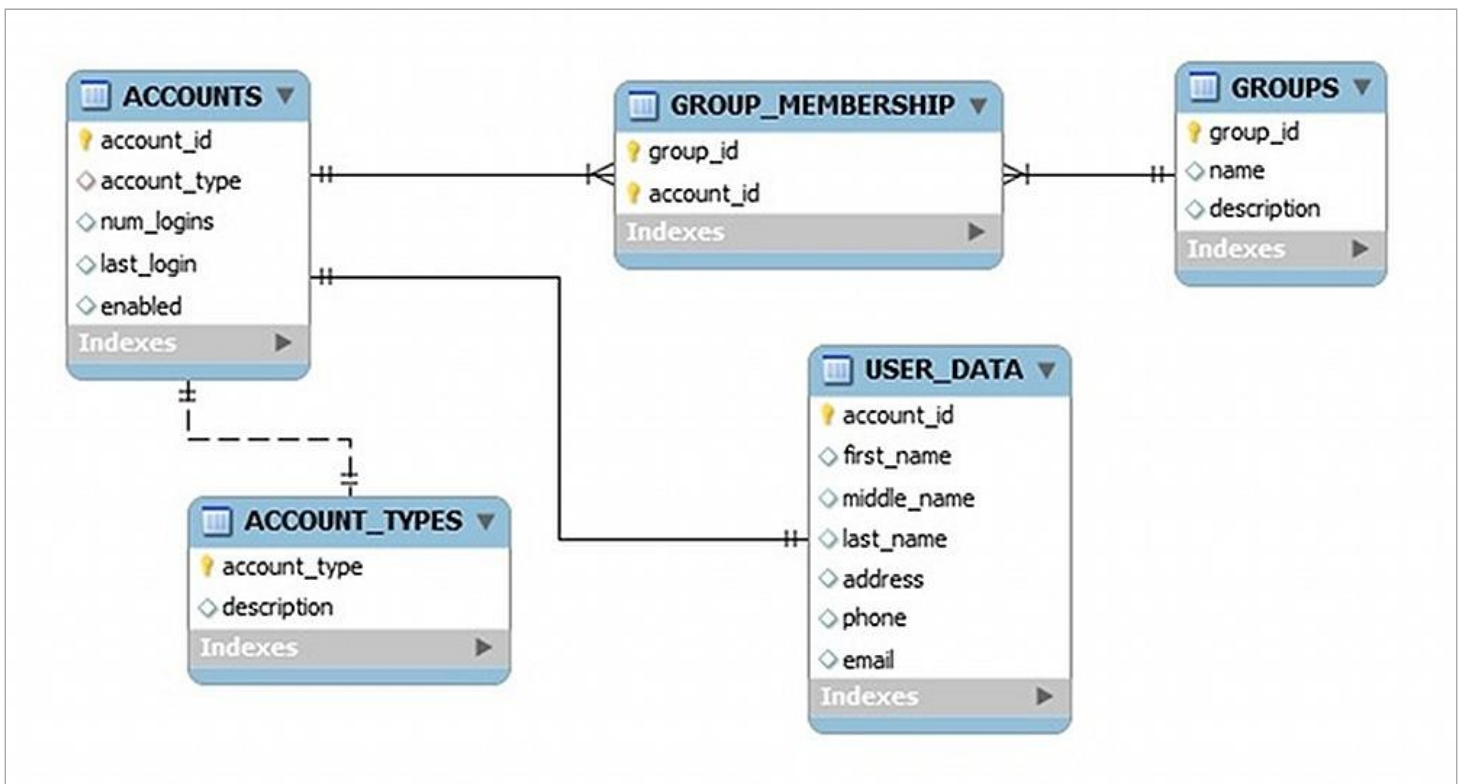 ACCOUNTS
account_id
account_type
num_logins
last_login
enabled
Indexes
GROUP_MEMBERSHIP
group_id
account_id
Indexes
GROUPS
group_id
name
description
Indexes
ACCOUNT_TYPES
account_type
description
Indexes
USER_DATA
account_id
first_name
middle_name
last_name
address
phone
email
Indexes